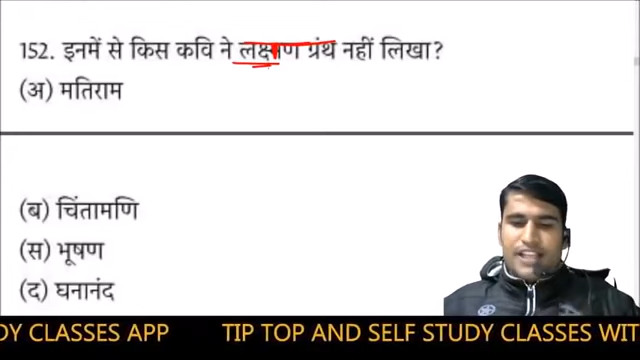 152. इनमें से किस कवि ने लक्षण ग्रंथ नहीं लिखा?
(अ) मतिराम
(ब) चिंतामणि
(स) भूषण
(द) घनानंद
DY CLASSES APP TIP TOP AND SELF STUDY CLASSES WIT